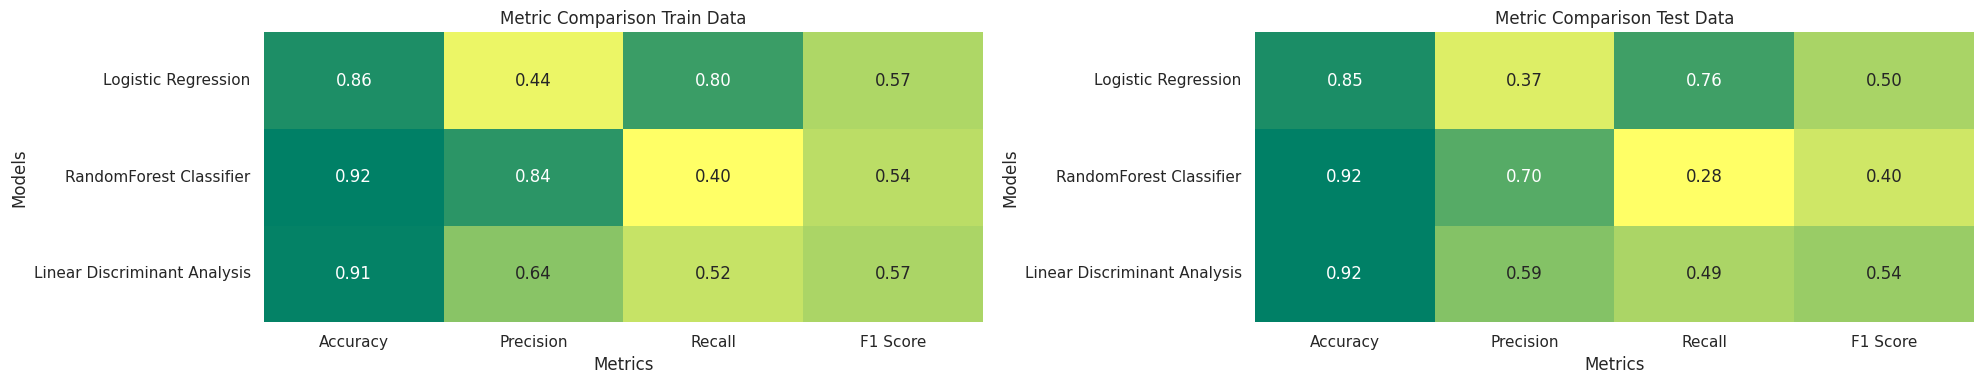 Metric Comparison Train Data
Models
Logistic Regression 0.86 0.44 0.80 0.57
RandomForest Classifier 0.92 0.84 0.40 0.54
Linear Discriminant Analysis 0.91 0.64 0.52 0.57
Accuracy Precision Recall F1 Score
Metrics
Metric Comparison Test Data
Models
Logistic Regression 0.85 0.37 0.76 0.50
RandomForest Classifier 0.92 0.70 0.28 0.40
Linear Discriminant Analysis 0.92 0.59 0.49 0.54
Accuracy Precision Recall F1 Score
Metrics